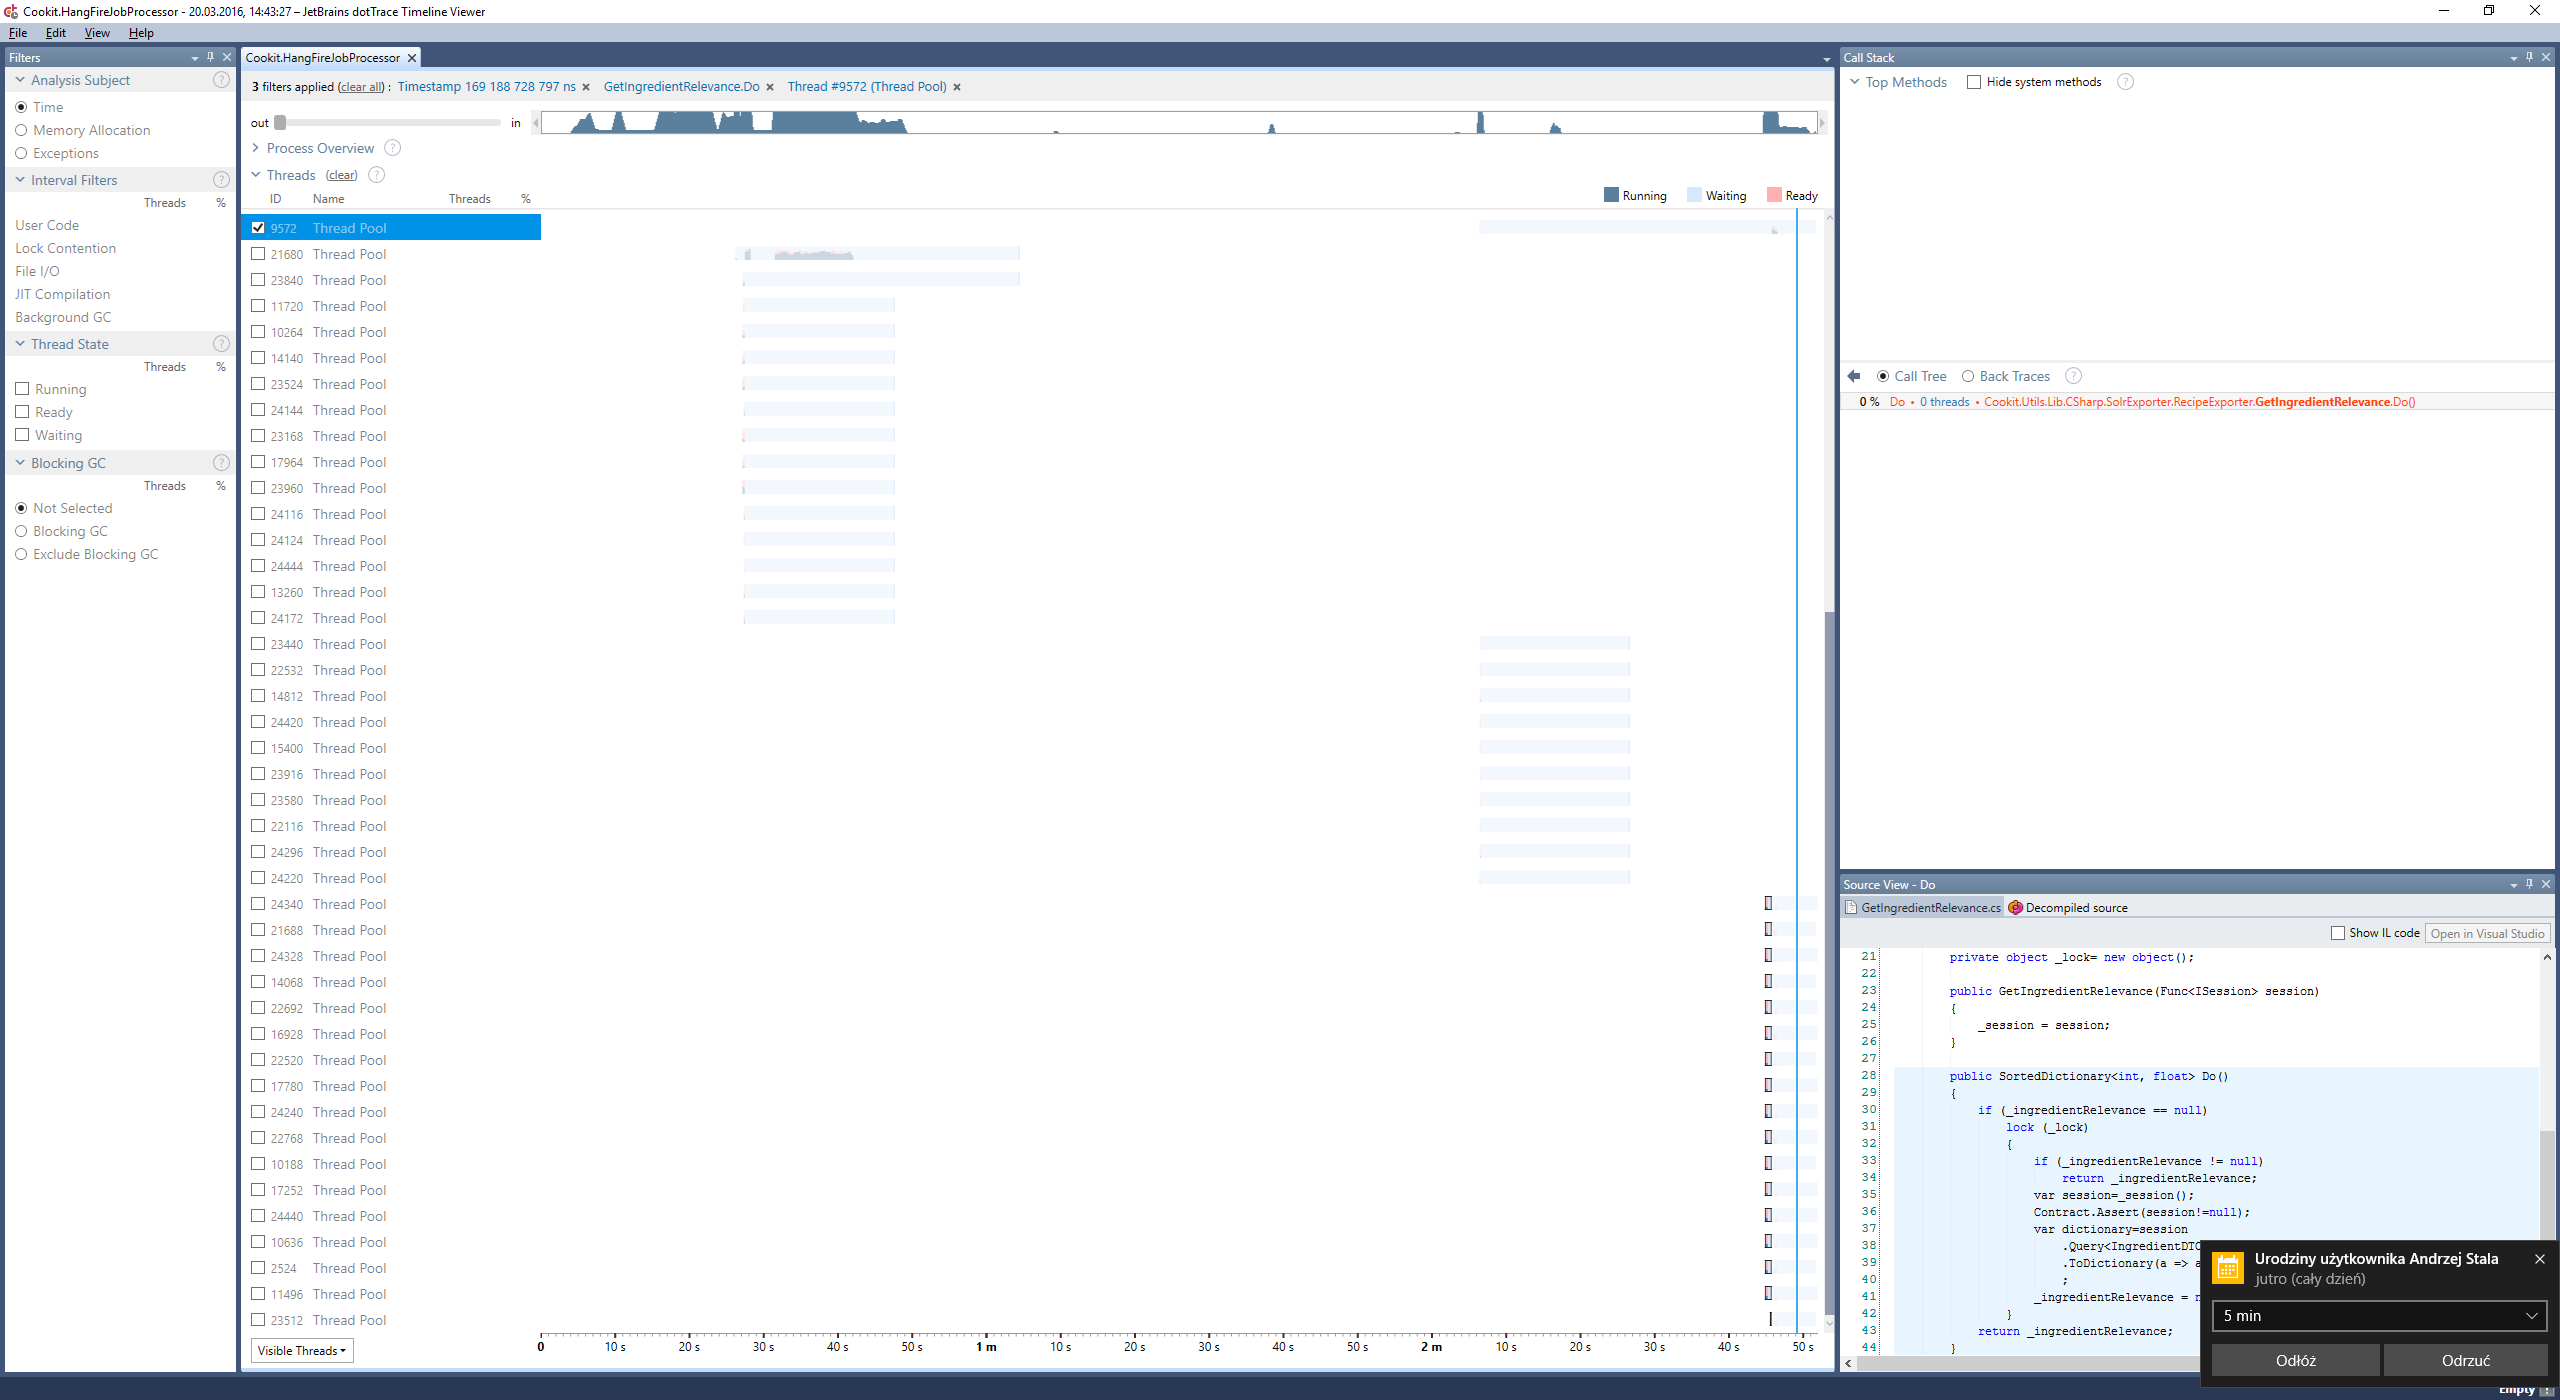 Cookit.HangFireJobProcessor - 20.03.2016, 14:43:27 – JetBrains dotTrace Timeline Viewer
File Edit View Help
Filters
Analysis Subject
Time
Memory Allocation
Exceptions
Interval Filters
Threads %
User Code
Lock Contention
File I/O
JIT Compilation
Background GC
Thread State
Threads %
Running
Ready
Waiting
Blocking GC
Threads %
Not Selected
Blocking GC
Exclude Blocking GC
Cookit.HangFireJobProcessor
3 filters applied (clear all) : Timestamp 169 188 728 797 ns GetIngredientRelevance.Do Thread #9572 (Thread Pool)
out in
Process Overview
Threads (clear)
ID Name Threads % Running Waiting Ready
9572 Thread Pool
21680 Thread Pool
23840 Thread Pool
11720 Thread Pool
10264 Thread Pool
14140 Thread Pool
23524 Thread Pool
24144 Thread Pool
23168 Thread Pool
17964 Thread Pool
23960 Thread Pool
24116 Thread Pool
24124 Thread Pool
24444 Thread Pool
13260 Thread Pool
24172 Thread Pool
23440 Thread Pool
22532 Thread Pool
14812 Thread Pool
24420 Thread Pool
15400 Thread Pool
23916 Thread Pool
23580 Thread Pool
22116 Thread Pool
24296 Thread Pool
24220 Thread Pool
24340 Thread Pool
21688 Thread Pool
24328 Thread Pool
14068 Thread Pool
22692 Thread Pool
16928 Thread Pool
22520 Thread Pool
17780 Thread Pool
24240 Thread Pool
22768 Thread Pool
10188 Thread Pool
17252 Thread Pool
24440 Thread Pool
10636 Thread Pool
2524 Thread Pool
11496 Thread Pool
23512 Thread Pool
Visible Threads
0 10 s 20 s 30 s 40 s 50 s 1 m 10 s 20 s 30 s 40 s 50 s 2 m 10 s 20 s 30 s 40 s 50 s
Call Stack
Top Methods Hide system methods
Call Tree Back Traces
0 % Do • 0 threads • Cookit.Utils.Lib.CSharp.SolrExporter.RecipeExporter.GetIngredientRelevance.Do()
Source View - Do
GetIngredientRelevance.cs Decompiled source
Show IL code Open in Visual Studio
21 private object _lock= new object();
22
23 public GetIngredientRelevance(Func<ISession> session)
24 {
25 _session = session;
26 }
27
28 public SortedDictionary<int, float> Do()
29 {
30 if (_ingredientRelevance == null)
31 lock (_lock)
32 {
33 if (_ingredientRelevance != null)
34 return _ingredientRelevance;
35 var session=_session();
36 Contract.Assert(session!=null);
37 var dictionary=session
38 .Query<IngredientDTO
39 .ToDictionary(a => a
40 ;
41 _ingredientRelevance = n
42 }
43 return _ingredientRelevance;
44 }
Urodziny użytkownika Andrzej Stala
jutro (cały dzień)
5 min
Odłóż Odrzuć
Empty